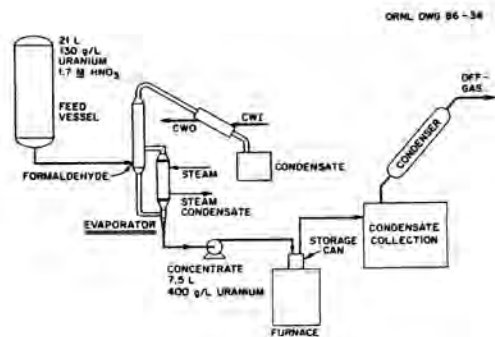 ORNL DWG 86-34
21 L
130 g/L
URANIUM
1.7 M HNO3
FEED
VESSEL
FORMALDEHYDE
EVAPORATOR
CWO
CWI
CONDENSATE
STEAM
STEAM
CONDENSATE
CONCENTRATE
7.5 L
400 g/L URANIUM
STORAGE
CAN
FURNACE
CONDENSATE
COLLECTION
CONDENSER
OFF-
GAS